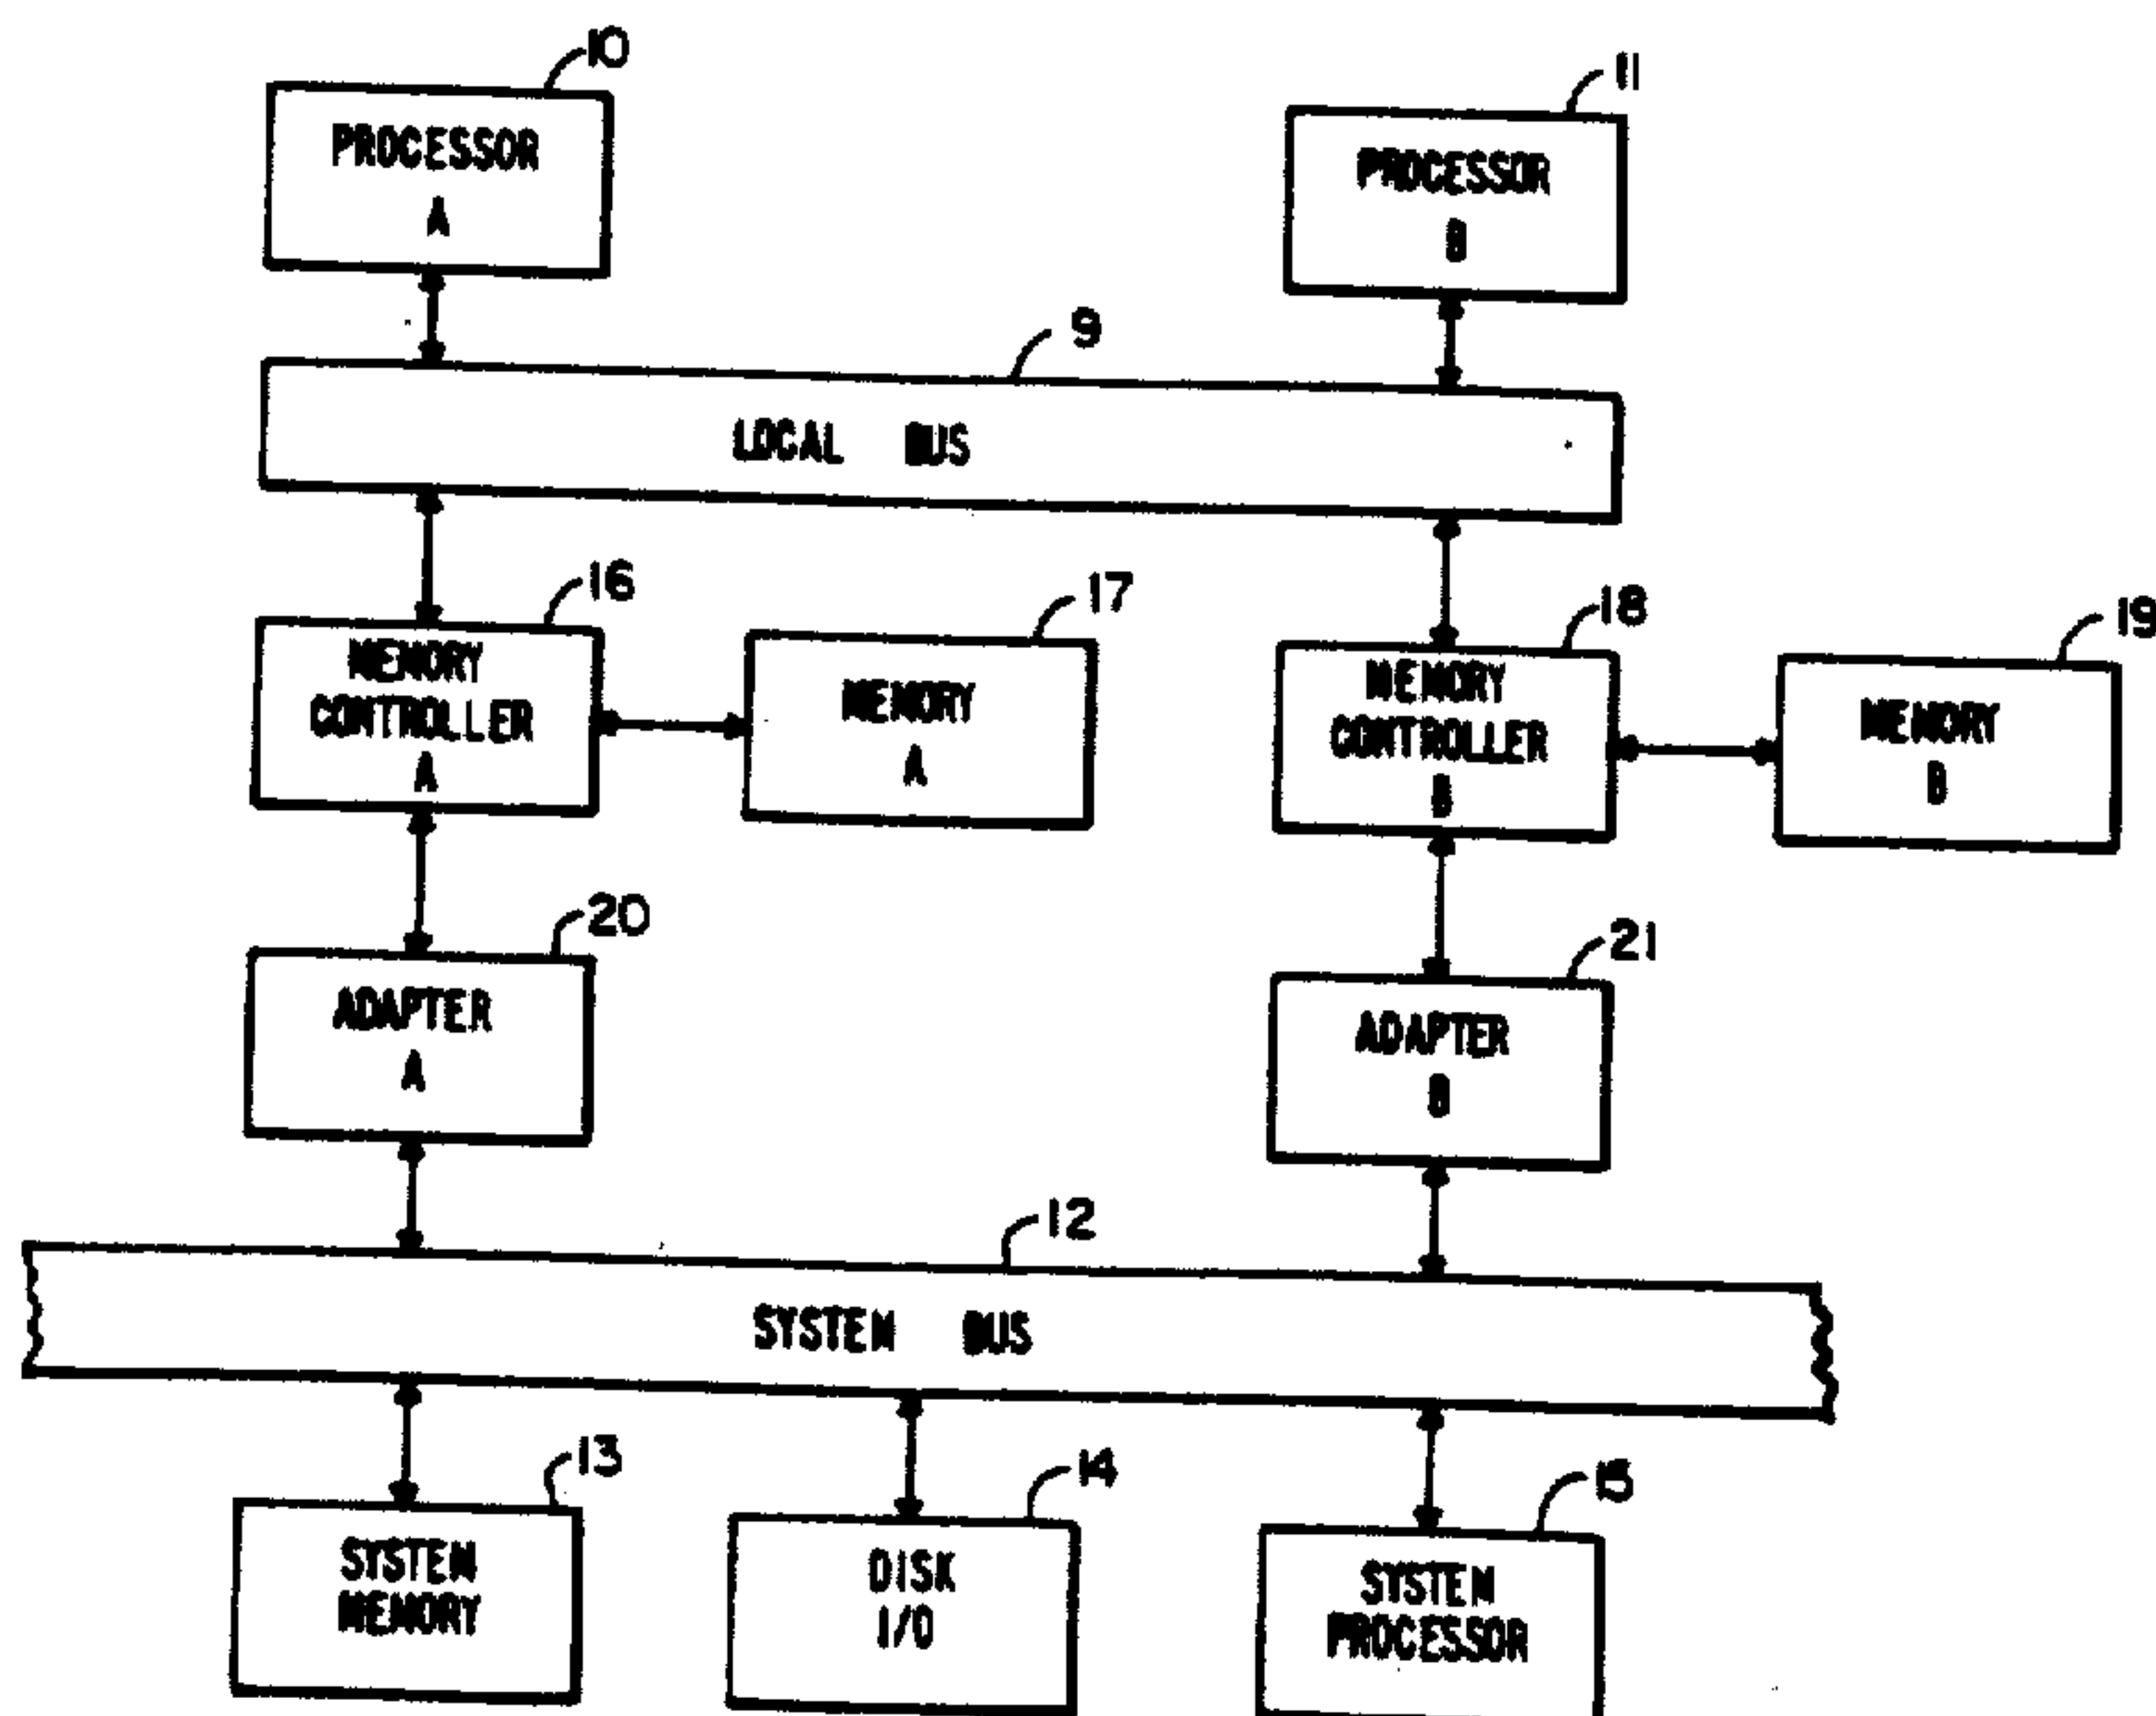 10
11
PROCESSOR
A
PROCESSOR
B
9
LOCAL BUS
16
17
18
19
MEMORY
CONTROLLER
A
MEMORY
A
MEMORY
CONTROLLER
B
MEMORY
B
20
21
ADAPTER
A
ADAPTER
B
12
SYSTEM BUS
13
14
15
SYSTEM
MEMORY
DISK
I/O
SYSTEM
PROCESSOR